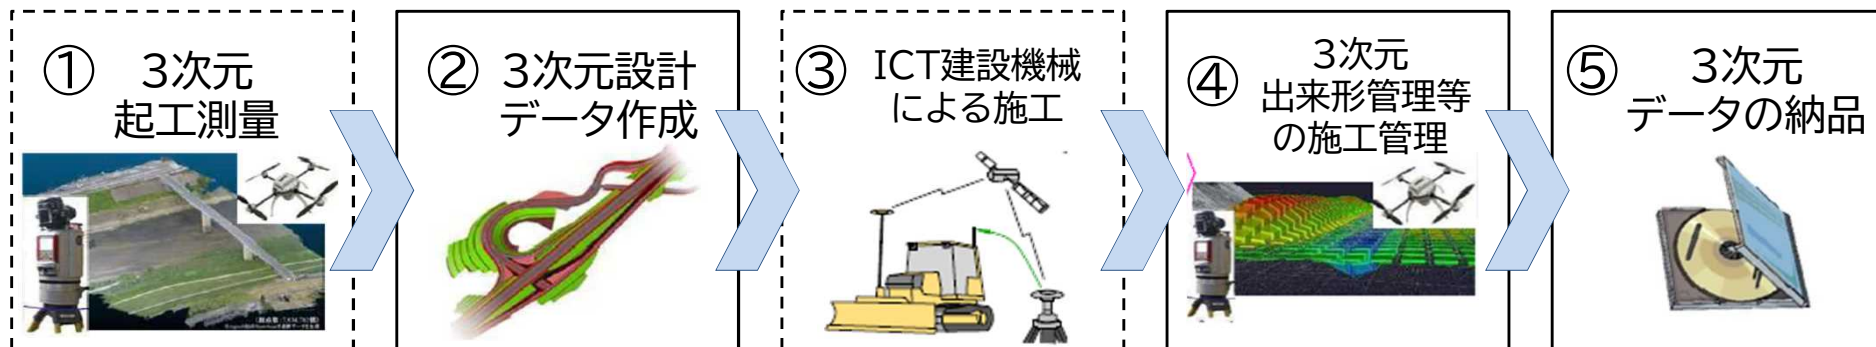 ① 3次元
起工測量
② 3次元設計
データ作成
③ ICT建設機械
による施工
④ 3次元
出来形管理等
の施工管理
⑤ 3次元
データの納品